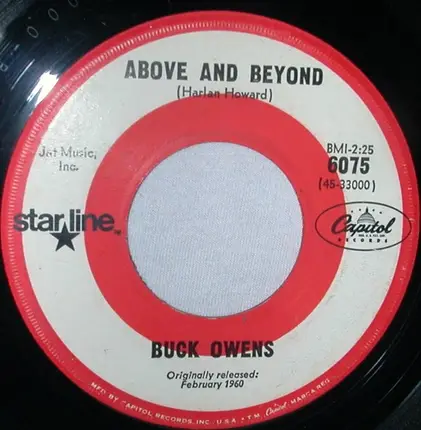 ABOVE AND BEYOND
(Harlan Howard)
Jat Music,
Inc.
BMI-2:25
6075
(45-33000)
starline
TM
Capitol
RECORDS
BUCK OWENS
Originally released:
February 1960
MFD. BY CAPITOL RECORDS, INC. U.S.A. T.M. Capitol MARCA REG.